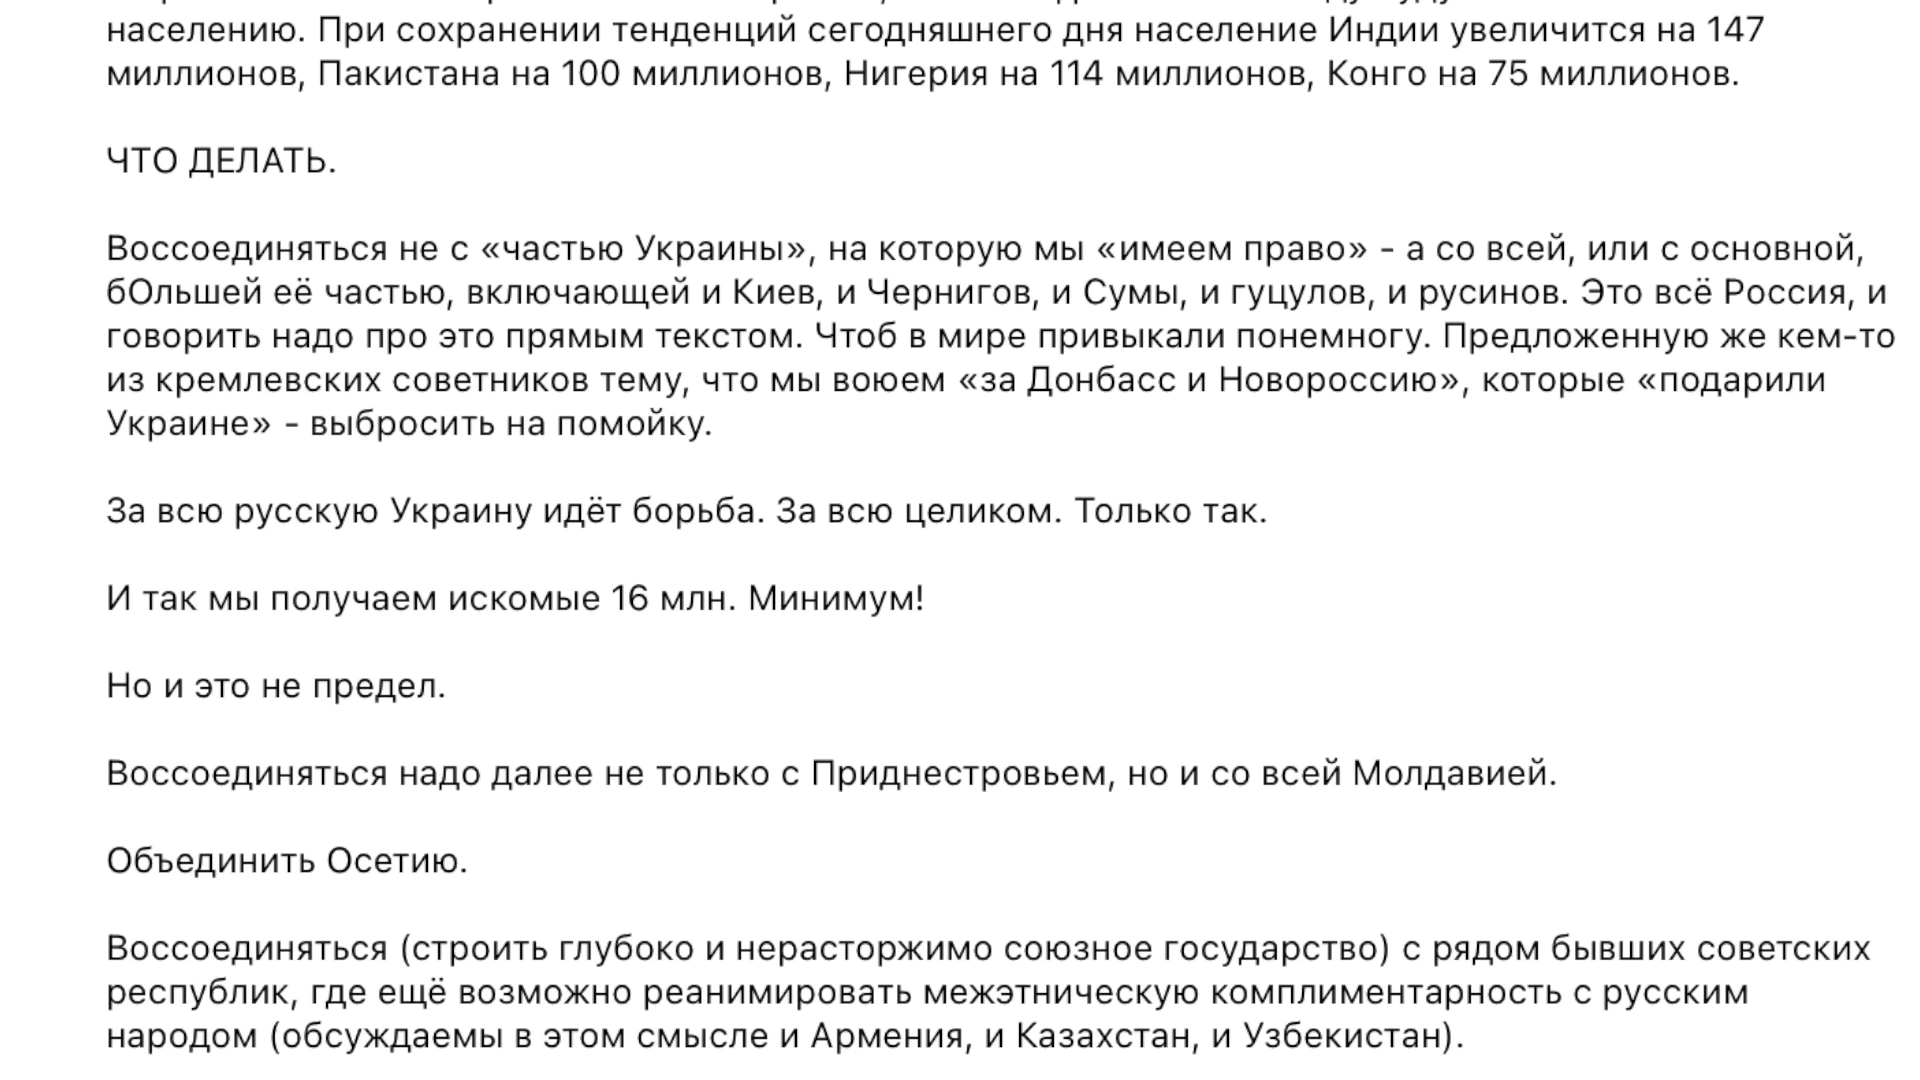 населению. При сохранении тенденций сегодняшнего дня население Индии увеличится на 147
миллионов, Пакистана на 100 миллионов, Нигерия на 114 миллионов, Конго на 75 миллионов.
ЧТО ДЕЛАТЬ.
Воссоединяться не с «частью Украины», на которую мы «имеем право» - а со всей, или с основной,
бОльшей её частью, включающей и Киев, и Чернигов, и Сумы, и гуцулов, и русинов. Это всё Россия, и
говорить надо про это прямым текстом. Чтоб в мире привыкали понемногу. Предложенную же кем-то
из кремлевских советников тему, что мы воюем «за Донбасс и Новороссию», которые «подарили
Украине» - выбросить на помойку.
За всю русскую Украину идёт борьба. За всю целиком. Только так.
И так мы получаем искомые 16 млн. Минимум!
Но и это не предел.
Воссоединяться надо далее не только с Приднестровьем, но и со всей Молдавией.
Объединить Осетию.
Воссоединяться (строить глубоко и нерасторжимо союзное государство) с рядом бывших советских
республик, где ещё возможно реанимировать межэтническую комплиментарность с русским
народом (обсуждаемы в этом смысле и Армения, и Казахстан, и Узбекистан).